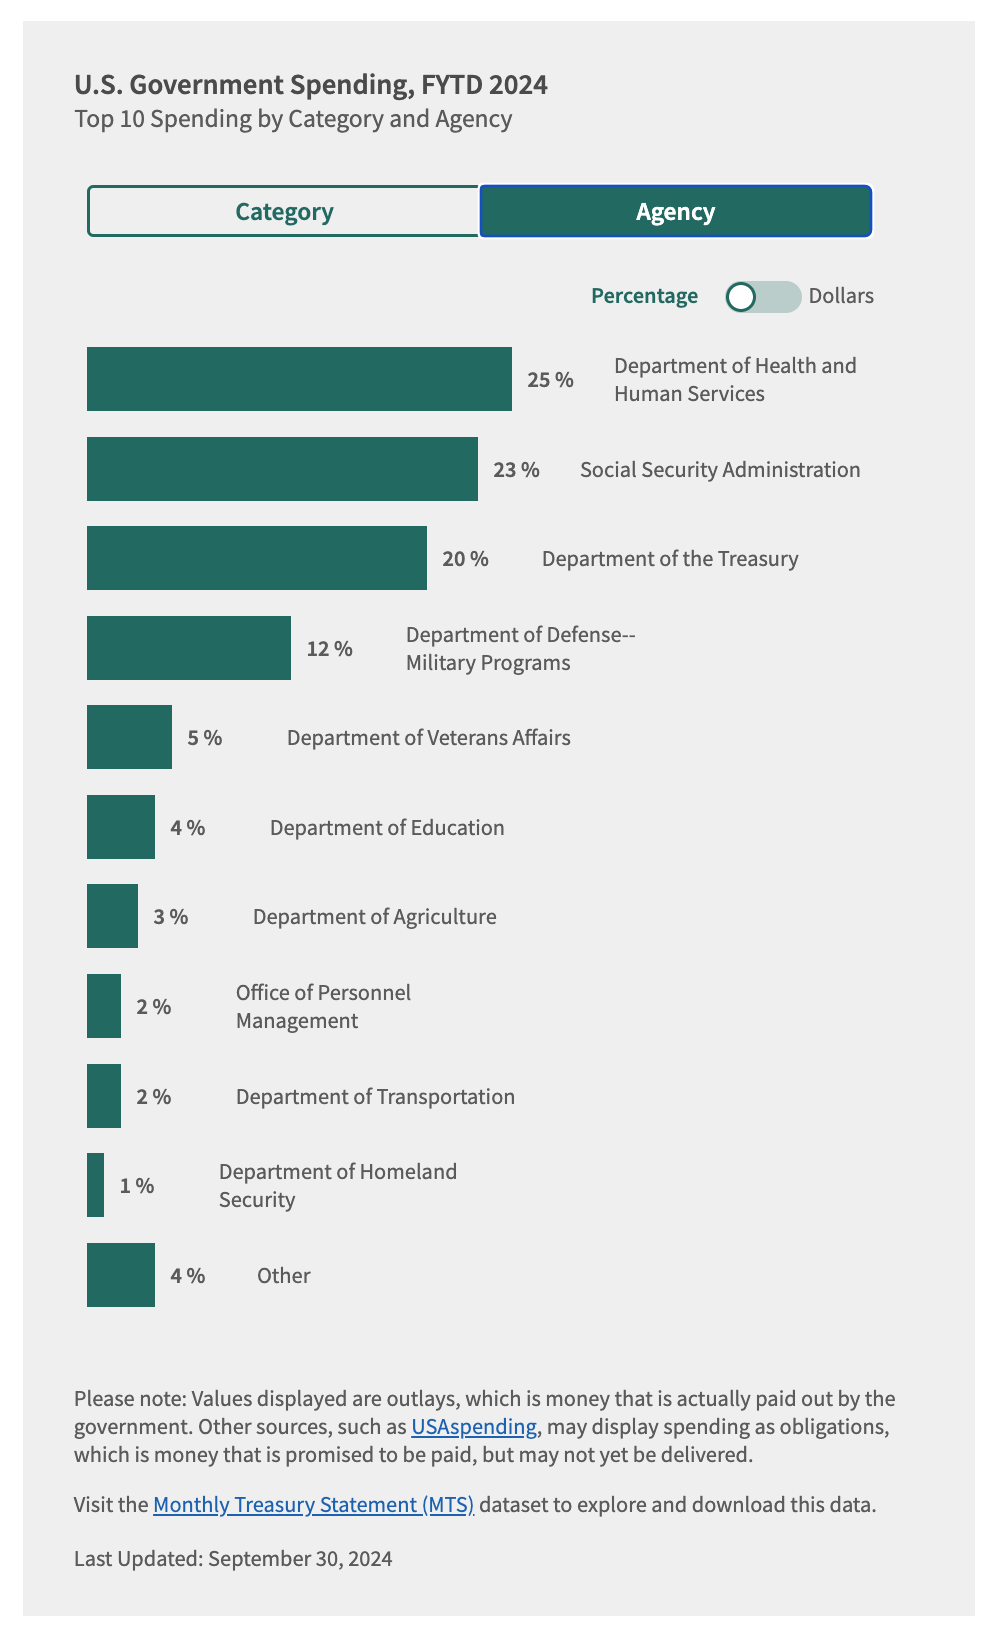 U.S. Government Spending, FYTD 2024
Top 10 Spending by Category and Agency
Category
Agency
Percentage
Dollars
25 %
Department of Health and
Human Services
23 %
Social Security Administration
20 %
Department of the Treasury
12 %
Department of Defense--
Military Programs
5 %
Department of Veterans Affairs
4 %
Department of Education
3 %
Department of Agriculture
2 %
Office of Personnel
Management
2 %
Department of Transportation
1 %
Department of Homeland
Security
4 %
Other
Please note: Values displayed are outlays, which is money that is actually paid out by the
government. Other sources, such as USAspending, may display spending as obligations,
which is money that is promised to be paid, but may not yet be delivered.
Visit the Monthly Treasury Statement (MTS) dataset to explore and download this data.
Last Updated: September 30, 2024